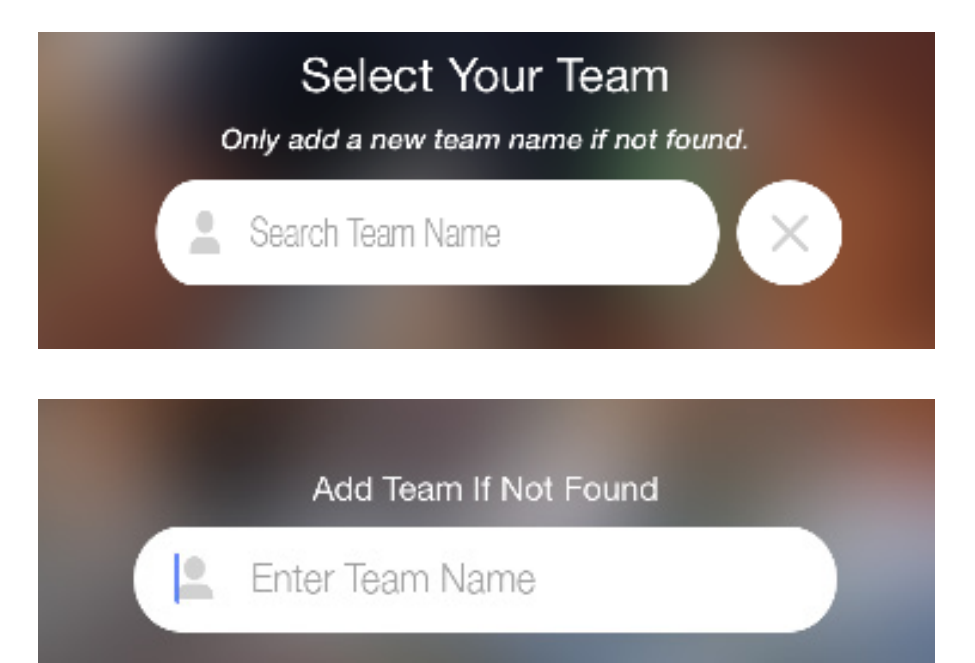 Select Your Team
Only add a new team name if not found.
Search Team Name
Add Team If Not Found
Enter Team Name